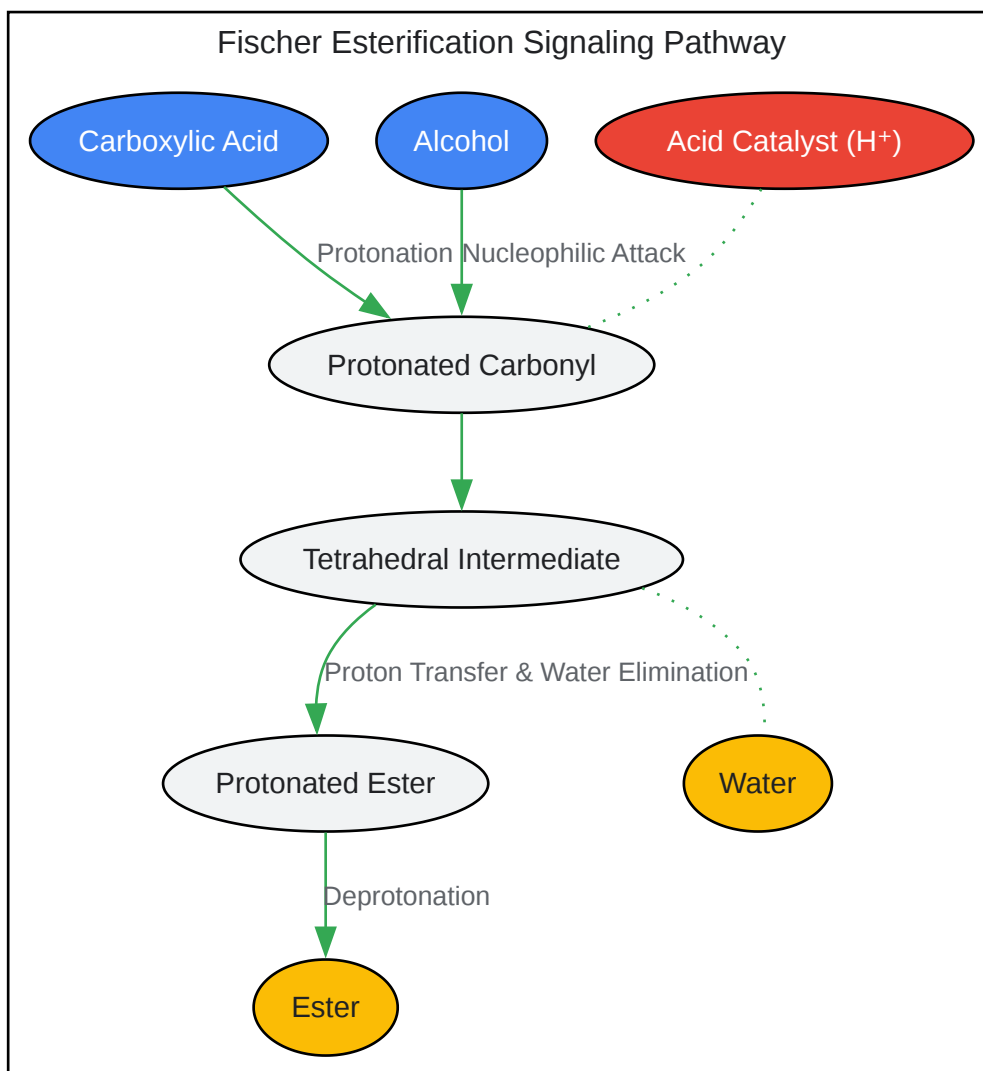 Fischer Esterification Signaling Pathway
Carboxylic Acid
Alcohol
Acid Catalyst (H⁺)
Protonation
Nucleophilic Attack
Protonated Carbonyl
Tetrahedral Intermediate
Proton Transfer & Water Elimination
Protonated Ester
Water
Deprotonation
Ester